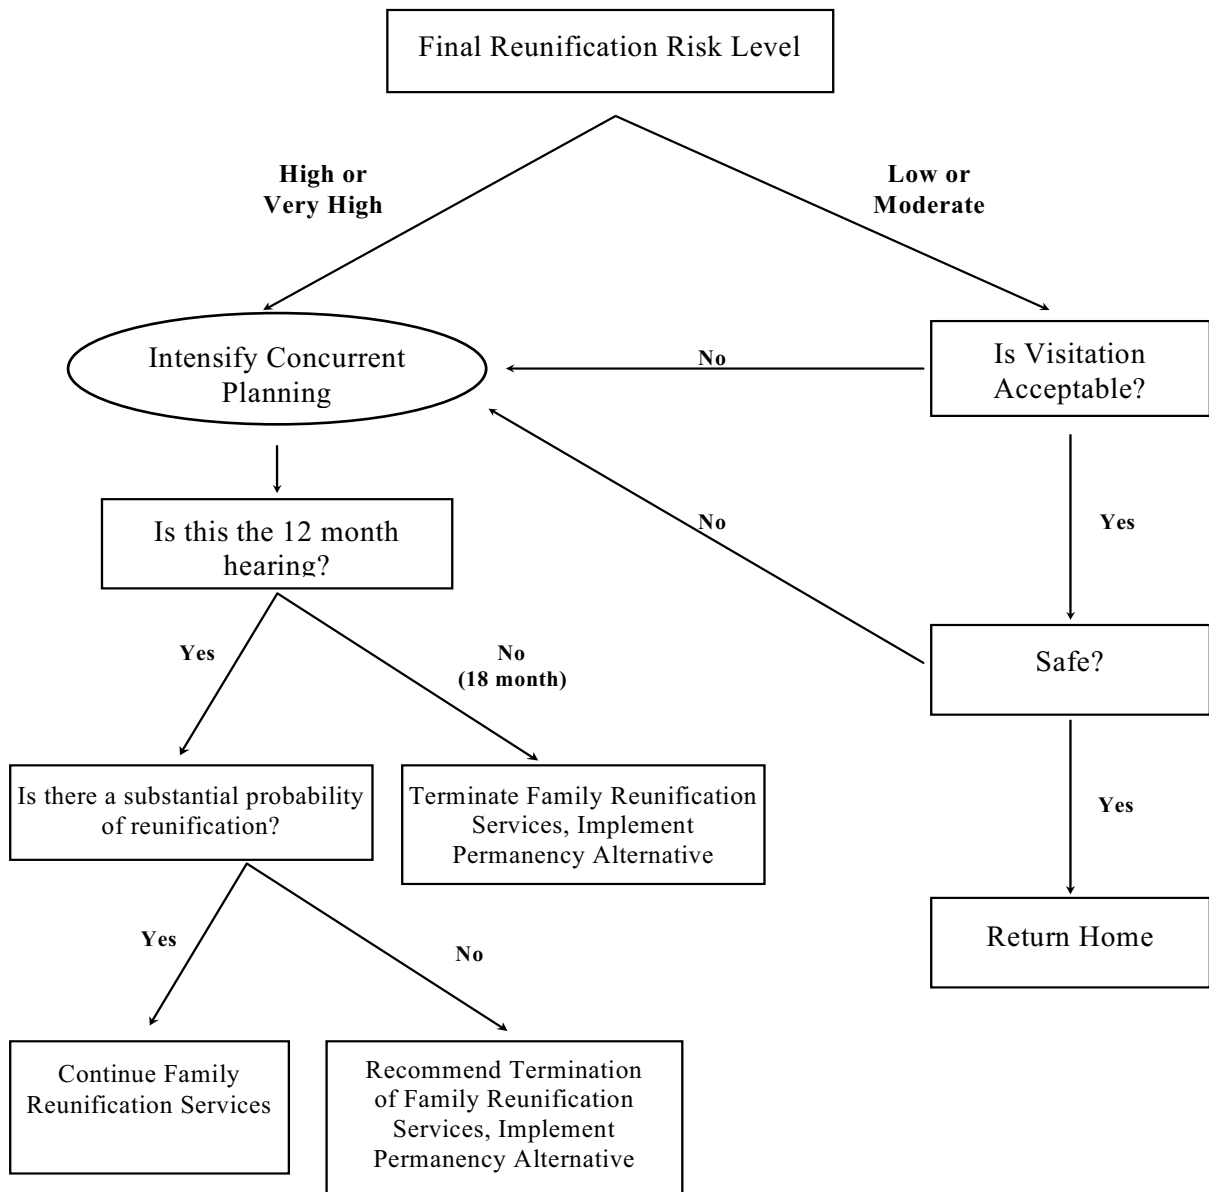 Final Reunification Risk Level
High or
Very High
Low or
Moderate
Intensify Concurrent
Planning
No
Is Visitation
Acceptable?
Is this the 12 month
hearing?
No
Yes
Yes
No
(18 month)
Safe?
Is there a substantial probability
of reunification?
Terminate Family Reunification
Services, Implement
Permanency Alternative
Yes
Yes
No
Return Home
Continue Family
Reunification Services
Recommend Termination
of Family Reunification
Services, Implement
Permanency Alternative